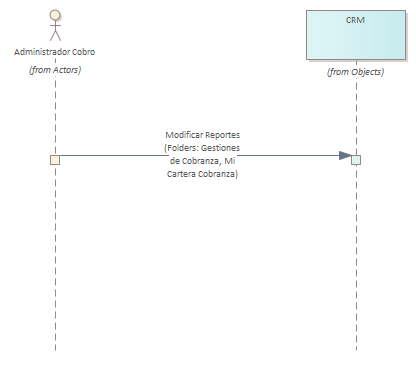 CRM
Administrador Cobro
(from Actors)
(from Objects)
Modificar Reportes
(Folders: Gestiones
de Cobranza, Mi
Cartera Cobranza)